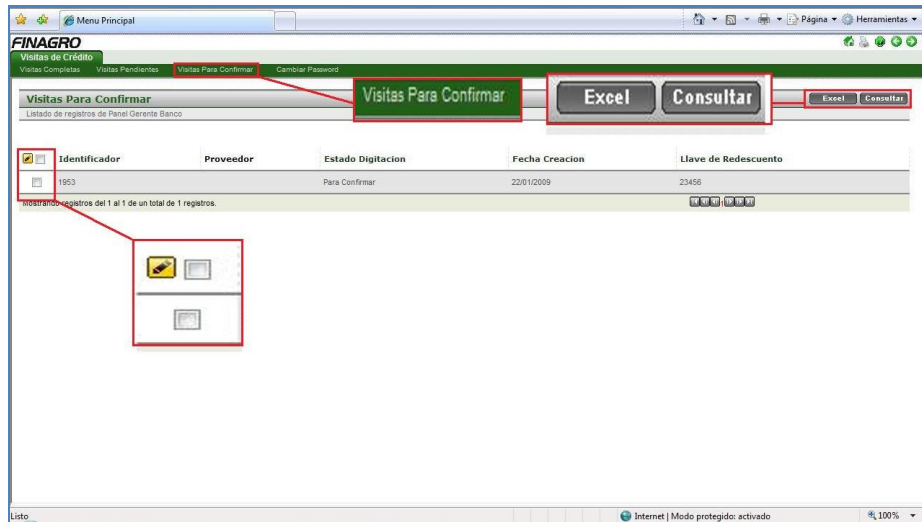 Menu Principal
Página
Herramientas
FINAGRO
Visitas de Crédito
Visitas Completas Visitas Pendientes Visitas Para Confirmar Cambiar Password
Visitas Para Confirmar
Excel Consultar
Visitas Para Confirmar
Excel Consultar
Listado de registros de Panel Gerente Banco
Identificador Proveedor Estado Digitacion Fecha Creacion Llave de Redescuento
1953 Para Confirmar 22/01/2009 23456
Mostrando registros del 1 al 1 de un total de 1 registros.
1
Listo
Internet | Modo protegido: activado
100%